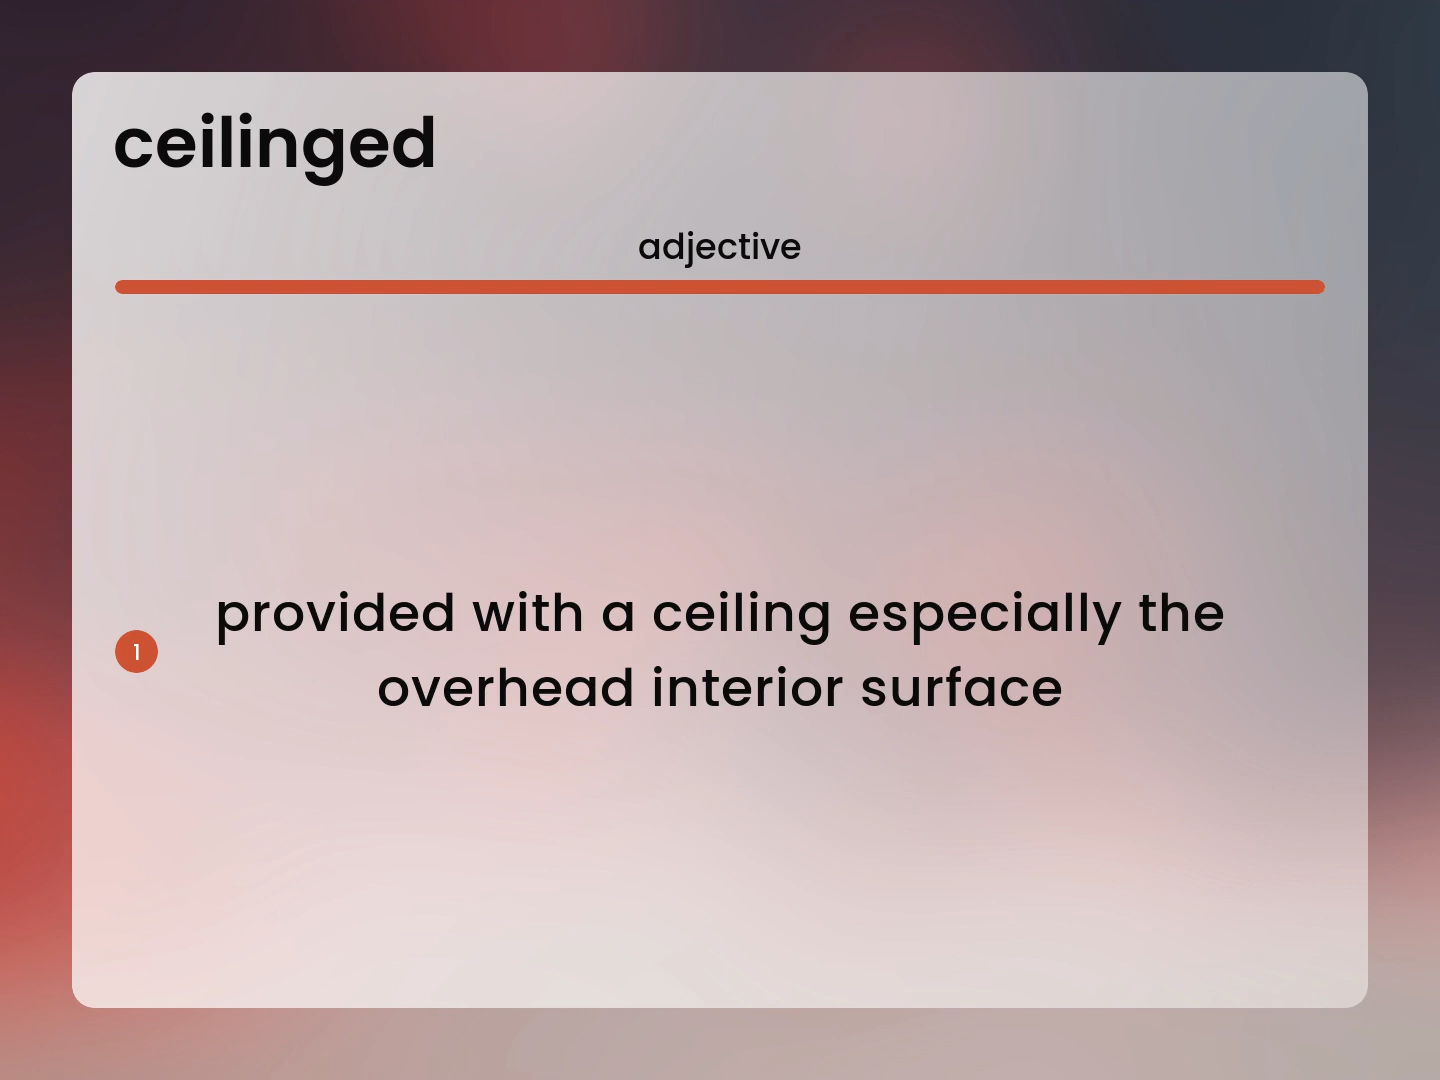 ceilinged
adjective
1
provided with a ceiling especially the
overhead interior surface